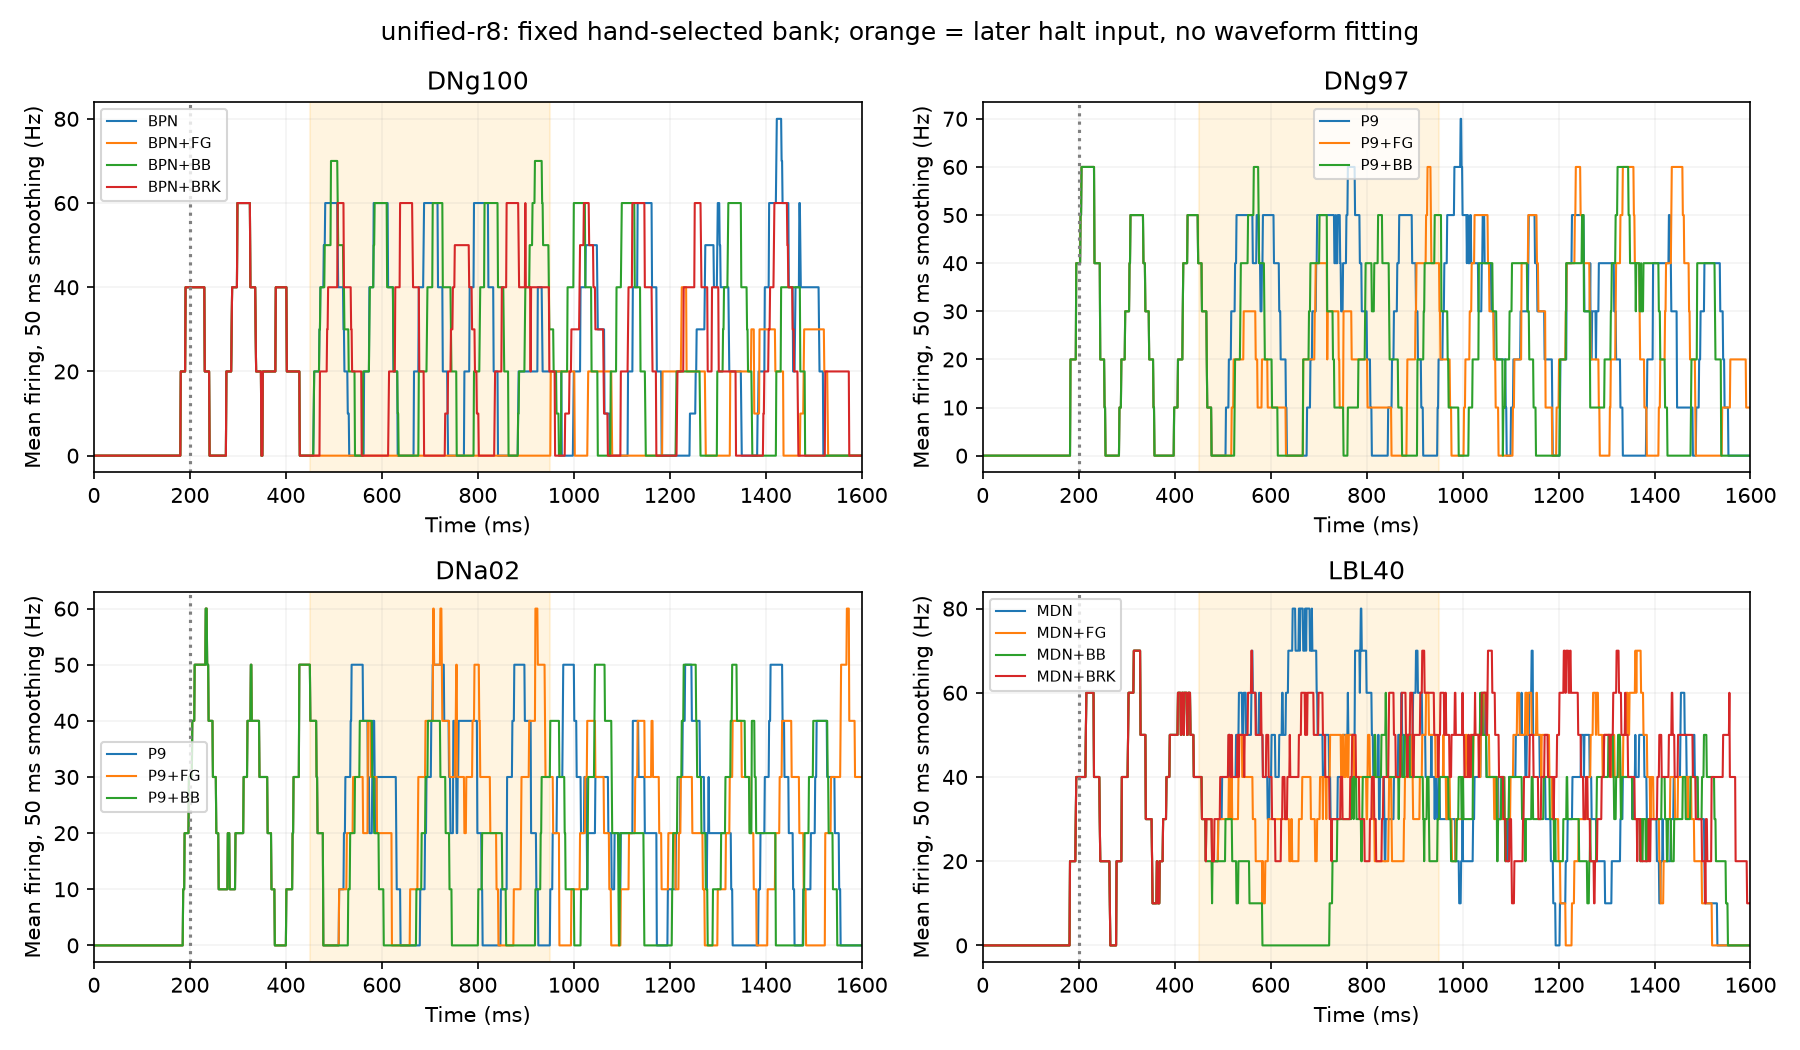 unified-r8: fixed hand-selected bank; orange = later halt input, no waveform fitting
DNg100
Mean firing, 50 ms smoothing (Hz)
80
60
40
20
0
BPN
BPN+FG
BPN+BB
BPN+BRK
0 200 400 600 800 1000 1200 1400 1600
Time (ms)
DNg97
Mean firing, 50 ms smoothing (Hz)
70
60
50
40
30
20
10
0
P9
P9+FG
P9+BB
0 200 400 600 800 1000 1200 1400 1600
Time (ms)
DNa02
Mean firing, 50 ms smoothing (Hz)
60
50
40
30
20
10
0
P9
P9+FG
P9+BB
0 200 400 600 800 1000 1200 1400 1600
Time (ms)
LBL40
Mean firing, 50 ms smoothing (Hz)
80
60
40
20
0
MDN
MDN+FG
MDN+BB
MDN+BRK
0 200 400 600 800 1000 1200 1400 1600
Time (ms)